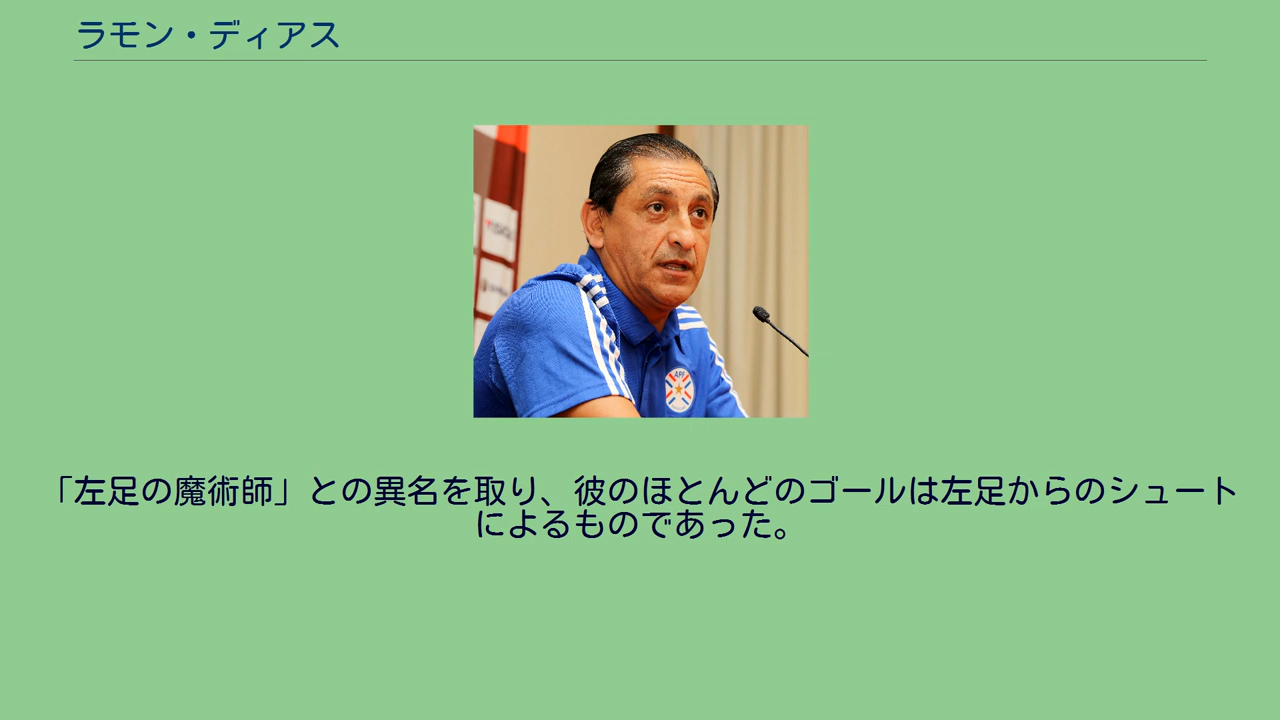 ラモン・ディアス
APF
「左足の魔術師」との異名を取り、彼のほとんどのゴールは左足からのシュート
によるものであった。